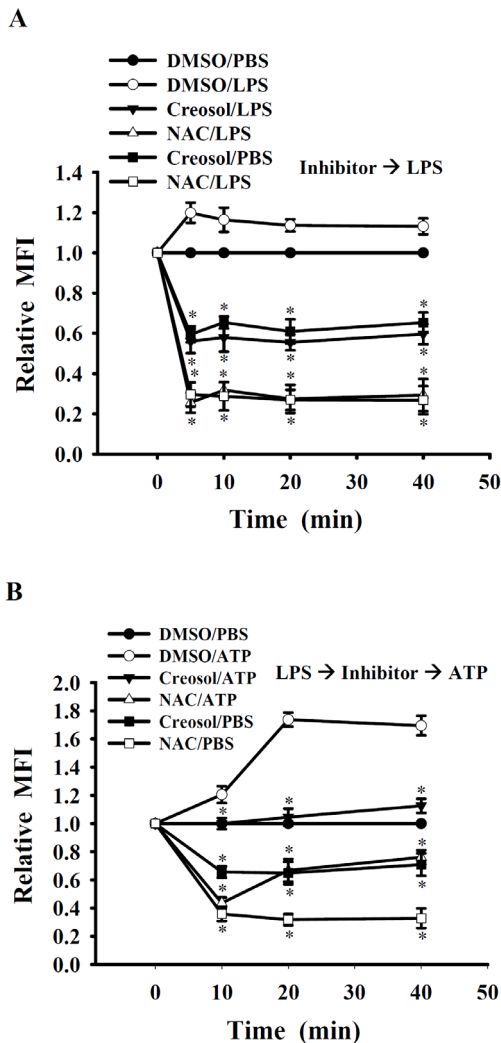 A
DMSO/PBS
DMSO/LPS
Creosol/LPS
NAC/LPS
Creosol/PBS
NAC/LPS
Inhibitor → LPS
1.4
1.2
1.0
0.8
0.6
0.4
0.2
0.0
Relative MFI
* * * *
* * * *
* * * *
* * * *
0 10 20 30 40 50
Time (min)
B
DMSO/PBS
DMSO/ATP
Creosol/ATP
NAC/ATP
Creosol/PBS
NAC/PBS
LPS → Inhibitor → ATP
2.0
1.8
1.6
1.4
1.2
1.0
0.8
0.6
0.4
0.2
0.0
Relative MFI
* * *
* * *
* * *
* * *
0 10 20 30 40 50
Time (min)